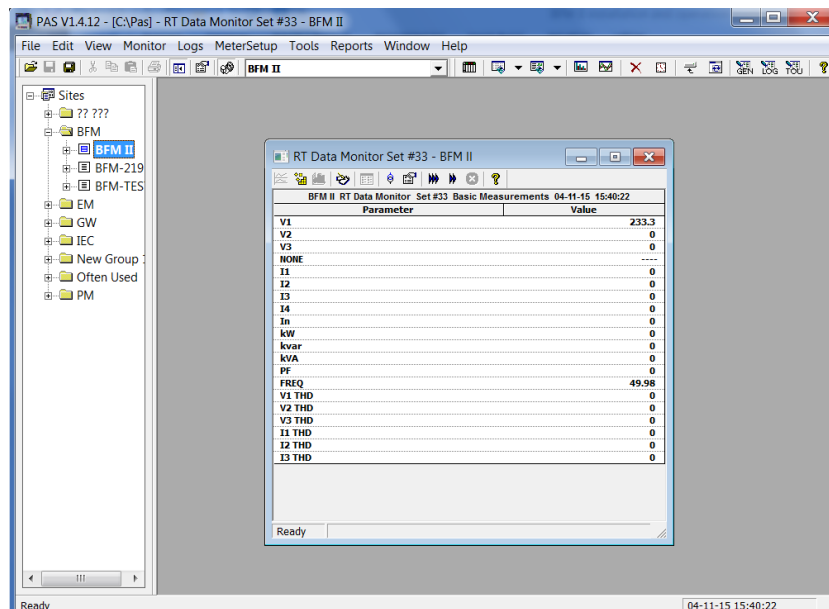 PAS V1.4.12 - [C:\Pas] - RT Data Monitor Set #33 - BFM II
File Edit View Monitor Logs MeterSetup Tools Reports Window Help
BFM II
GEN LOG TOU
Sites
?? ???
BFM
BFM II
BFM-219
BFM-TES
EM
GW
IEC
New Group
Often Used
PM
RT Data Monitor Set #33 - BFM II
BFM II RT Data Monitor Set #33 Basic Measurements 04-11-15 15:40:22
Parameter Value
V1 233.3
V2 0
V3 0
NONE ----
I1 0
I2 0
I3 0
I4 0
In 0
kW 0
kvar 0
kVA 0
PF 0
FREQ 49.98
V1 THD 0
V2 THD 0
V3 THD 0
I1 THD 0
I2 THD 0
I3 THD 0
Ready
Ready 04-11-15 15:40:22